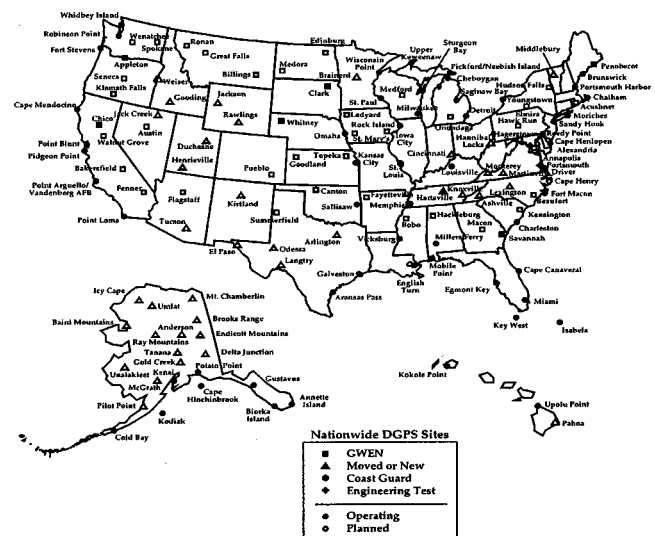 Whidbey Island
Robinson Point
Fort Stevens
Wenatchee
Spokane
Appleton
Seneca
Klamath Falls
Weiser
Gooding
Cape Mendocino
Chico
Jack Creek
Austin
Walnut Grove
Point Blunt
Pidgeon Point
Bakersfield
Fenner
Point Arguello/
Vandenberg AFB
Point Loma
Ronan
Great Falls
Billings
Jackson
Rawlings
Duchesne
Henrieville
Flagstaff
Tucson
Pueblo
Kirtland
El Paso
Edinburg
Medora
Clark
Whitney
Omaha
Goodland
Topeka
Kansas
City
Canton
Sallisaw
Summerfield
Odessa
Langtry
Arlington
Galveston
Aransas Pass
Wisconsin
Point
Brainerd
St. Paul
Ledyard
Rock Island
St. Mary's
Iowa
City
St.
Louis
Upper
Keweenaw
Sturgeon
Bay
Pickford/Neebish Island
Cheboygan
Saginaw Bay
Medford
Milwaukee
Detroit
Onondaga
Cincinnati
Louisville
Fayetteville
Memphis
Hartsville
Knoxville
Bobo
Hackleburg
Vicksburg
Millers Ferry
English
Turn
Mobile
Point
Middlebury
Hudson Falls
Youngstown
Elmira
Hawk Run
Hannibal
Locks
Hagerstown
Penobscot
Brunswick
Portsmouth Harbor
Chatham
Acushnet
Moriches
Sandy Hook
Reedy Point
Cape Henlopen
Alexandria
Annapolis
Portsmouth
Driver
Cape Henry
Fort Macon
Beaufort
Monterey
Martinsville
Lexington
Ashville
Macon
Kensington
Charleston
Savannah
Cape Canaveral
Egmont Key
Miami
Key West
Isabela
Icy Cape
Umiat
Mt. Chamberlin
Baird Mountains
Anderson
Brooks Range
Ray Mountains
Endicott Mountains
Tanana
Delta Junction
Gold Creek
Unalakleet
Kenai
Potato Point
McGrath
Gustavus
Pilot Point
Cape
Hinchinbrook
Annette
Island
Biorka
Island
Kodiak
Cold Bay
Kokole Point
Upolu Point
Pahoa
Nationwide DGPS Sites
GWEN
Moved or New
Coast Guard
Engineering Test
Operating
Planned